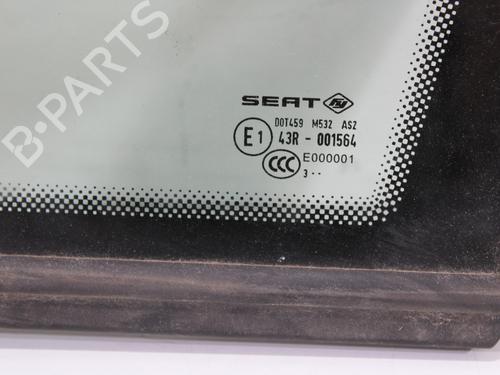 B-PARTS
SEAT
DOT459 M532 AS2
E1 43R - 001564
CCC E000001
3··